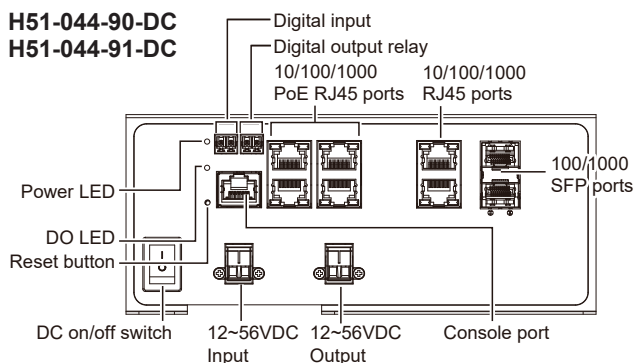 H51-044-90-DC
H51-044-91-DC
Digital input
Digital output relay
10/100/1000
PoE RJ45 ports
10/100/1000
RJ45 ports
100/1000
SFP ports
Power LED
DO LED
Reset button
DC on/off switch
12~56VDC
Input
12~56VDC
Output
Console port